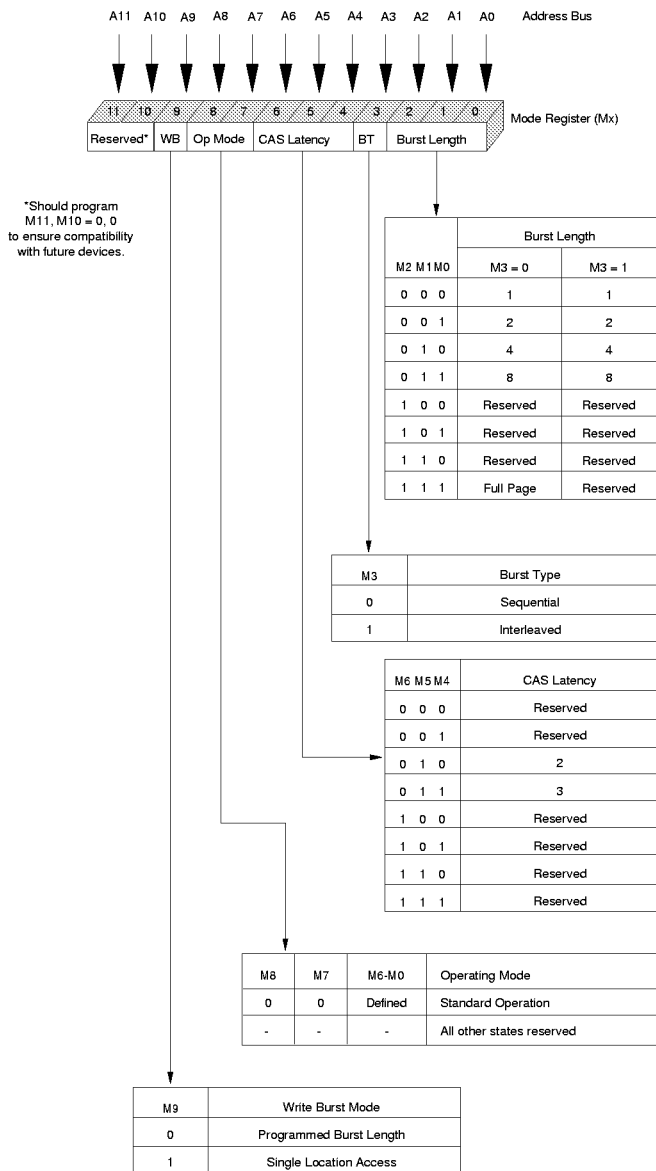 A11 A10 A9 A8 A7 A6 A5 A4 A3 A2 A1 A0 Address Bus
11 10 9 8 7 6 5 4 3 2 1 0
Mode Register (Mx)
Reserved* WB Op Mode CAS Latency BT Burst Length
*Should program
M11, M10 = 0, 0
to ensure compatibility
with future devices.
Burst Length
M2 M1 M0 M3 = 0 M3 = 1
0 0 0 1 1
0 0 1 2 2
0 1 0 4 4
0 1 1 8 8
1 0 0 Reserved Reserved
1 0 1 Reserved Reserved
1 1 0 Reserved Reserved
1 1 1 Full Page Reserved
M3 Burst Type
0 Sequential
1 Interleaved
M6 M5 M4 CAS Latency
0 0 0 Reserved
0 0 1 Reserved
0 1 0 2
0 1 1 3
1 0 0 Reserved
1 0 1 Reserved
1 1 0 Reserved
1 1 1 Reserved
M8 M7 M6-M0 Operating Mode
0 0 Defined Standard Operation
- - - All other states reserved
M9 Write Burst Mode
0 Programmed Burst Length
1 Single Location Access